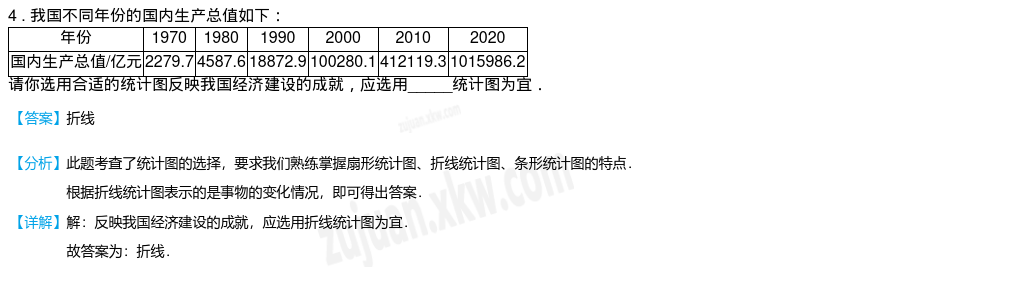 4．我国不同年份的国内生产总值如下：
年份 1970 1980 1990 2000 2010 2020
国内生产总值/亿元 2279.7 4587.6 18872.9 100280.1 412119.3 1015986.2
请你选用合适的统计图反映我国经济建设的成就，应选用_____统计图为宜．
【答案】折线
zujuan.xkw.com
【分析】此题考查了统计图的选择，要求我们熟练掌握扇形统计图、折线统计图、条形统计图的特点．
根据折线统计图表示的是事物的变化情况，即可得出答案．
【详解】解：反映我国经济建设的成就，应选用折线统计图为宜．
故答案为：折线．
zujuan.xkw.com